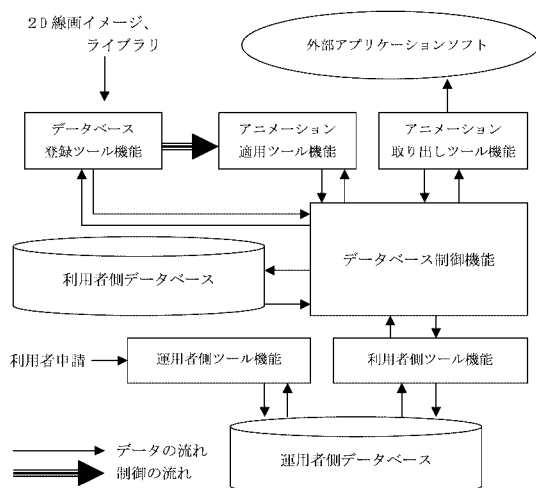 2D線画イメージ、
ライブラリ
外部アプリケーションソフト
データベース
登録ツール機能
アニメーション
適用ツール機能
アニメーション
取り出しツール機能
データベース制御機能
利用者側データベース
利用者申請
運用者側ツール機能
利用者側ツール機能
データの流れ
制御の流れ
運用者側データベース